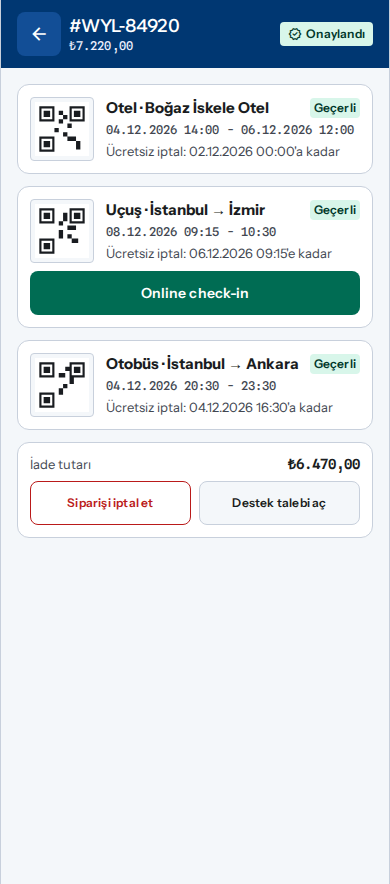 #WYL-84920
₺7.220,00
Onaylandı
Otel · Boğaz İskele Otel
Geçerli
04.12.2026 14:00 - 06.12.2026 12:00
Ücretsiz iptal: 02.12.2026 00:00'a kadar
Uçuş · İstanbul → İzmir
Geçerli
08.12.2026 09:15 - 10:30
Ücretsiz iptal: 06.12.2026 09:15'e kadar
Online check-in
Otobüs · İstanbul → Ankara
Geçerli
04.12.2026 20:30 - 23:30
Ücretsiz iptal: 04.12.2026 16:30'a kadar
İade tutarı
₺6.470,00
Siparişi iptal et
Destek talebi aç